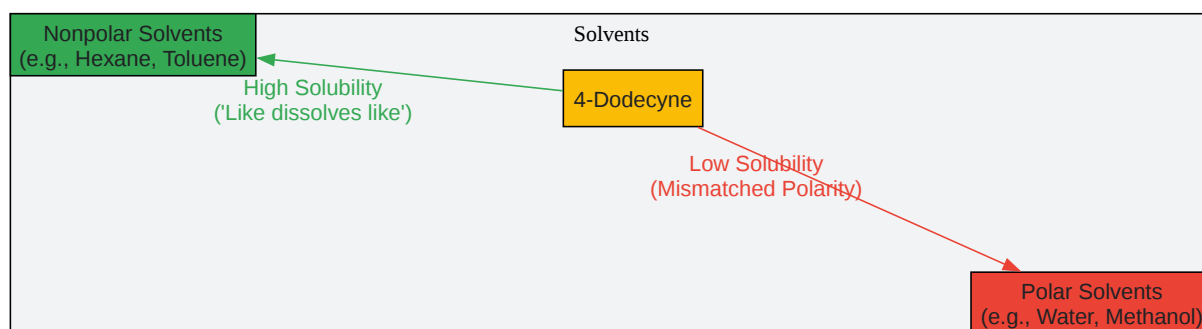 Solvents
Nonpolar Solvents
(e.g., Hexane, Toluene)
High Solubility
('Like dissolves like')
4-Dodecyne
Low Solubility
(Mismatched Polarity)
Polar Solvents
(e.g., Water, Methanol)